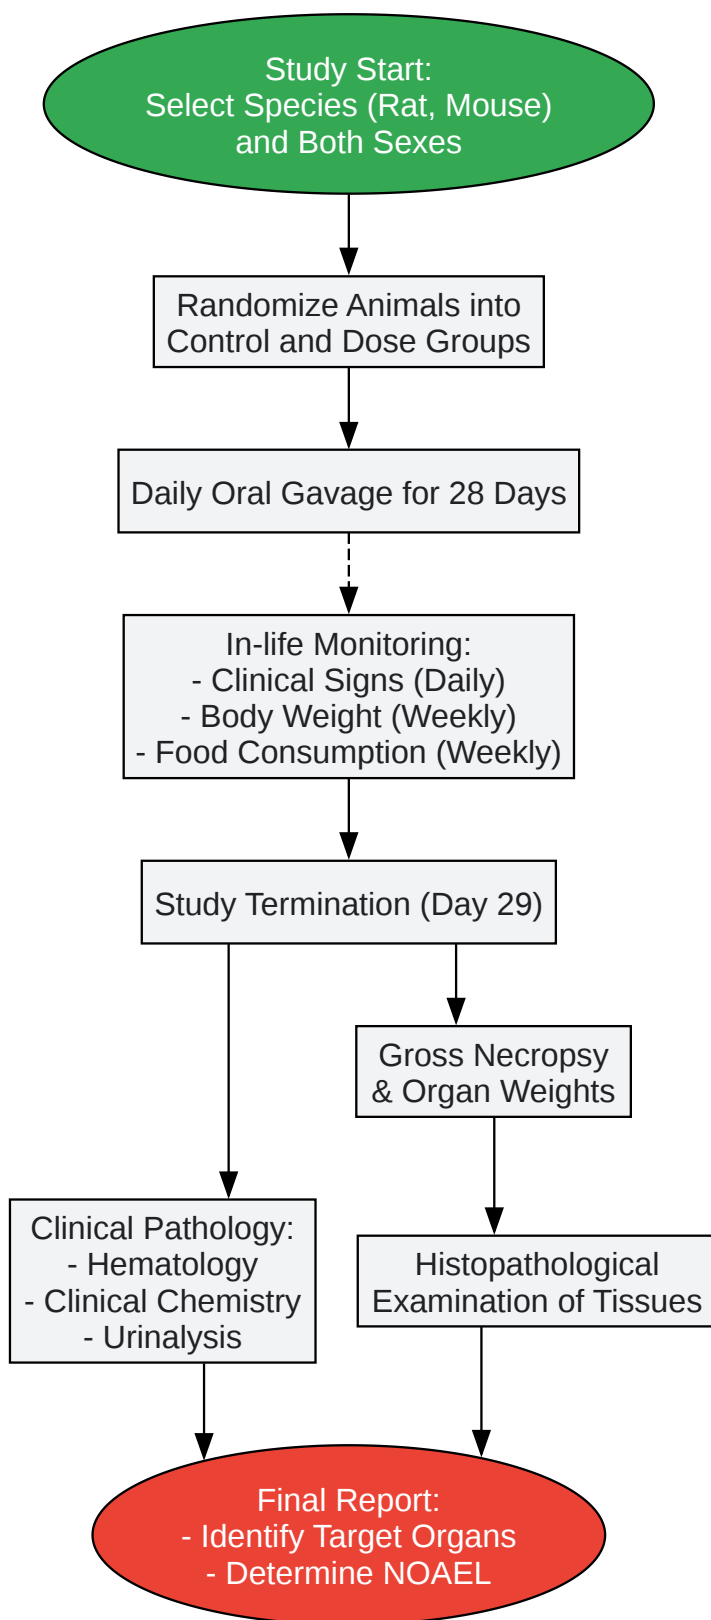 Study Start:
Select Species (Rat, Mouse)
and Both Sexes
Randomize Animals into
Control and Dose Groups
Daily Oral Gavage for 28 Days
In-life Monitoring:
- Clinical Signs (Daily)
- Body Weight (Weekly)
- Food Consumption (Weekly)
Study Termination (Day 29)
Gross Necropsy
& Organ Weights
Clinical Pathology:
- Hematology
- Clinical Chemistry
- Urinalysis
Histopathological
Examination of Tissues
Final Report:
- Identify Target Organs
- Determine NOAEL